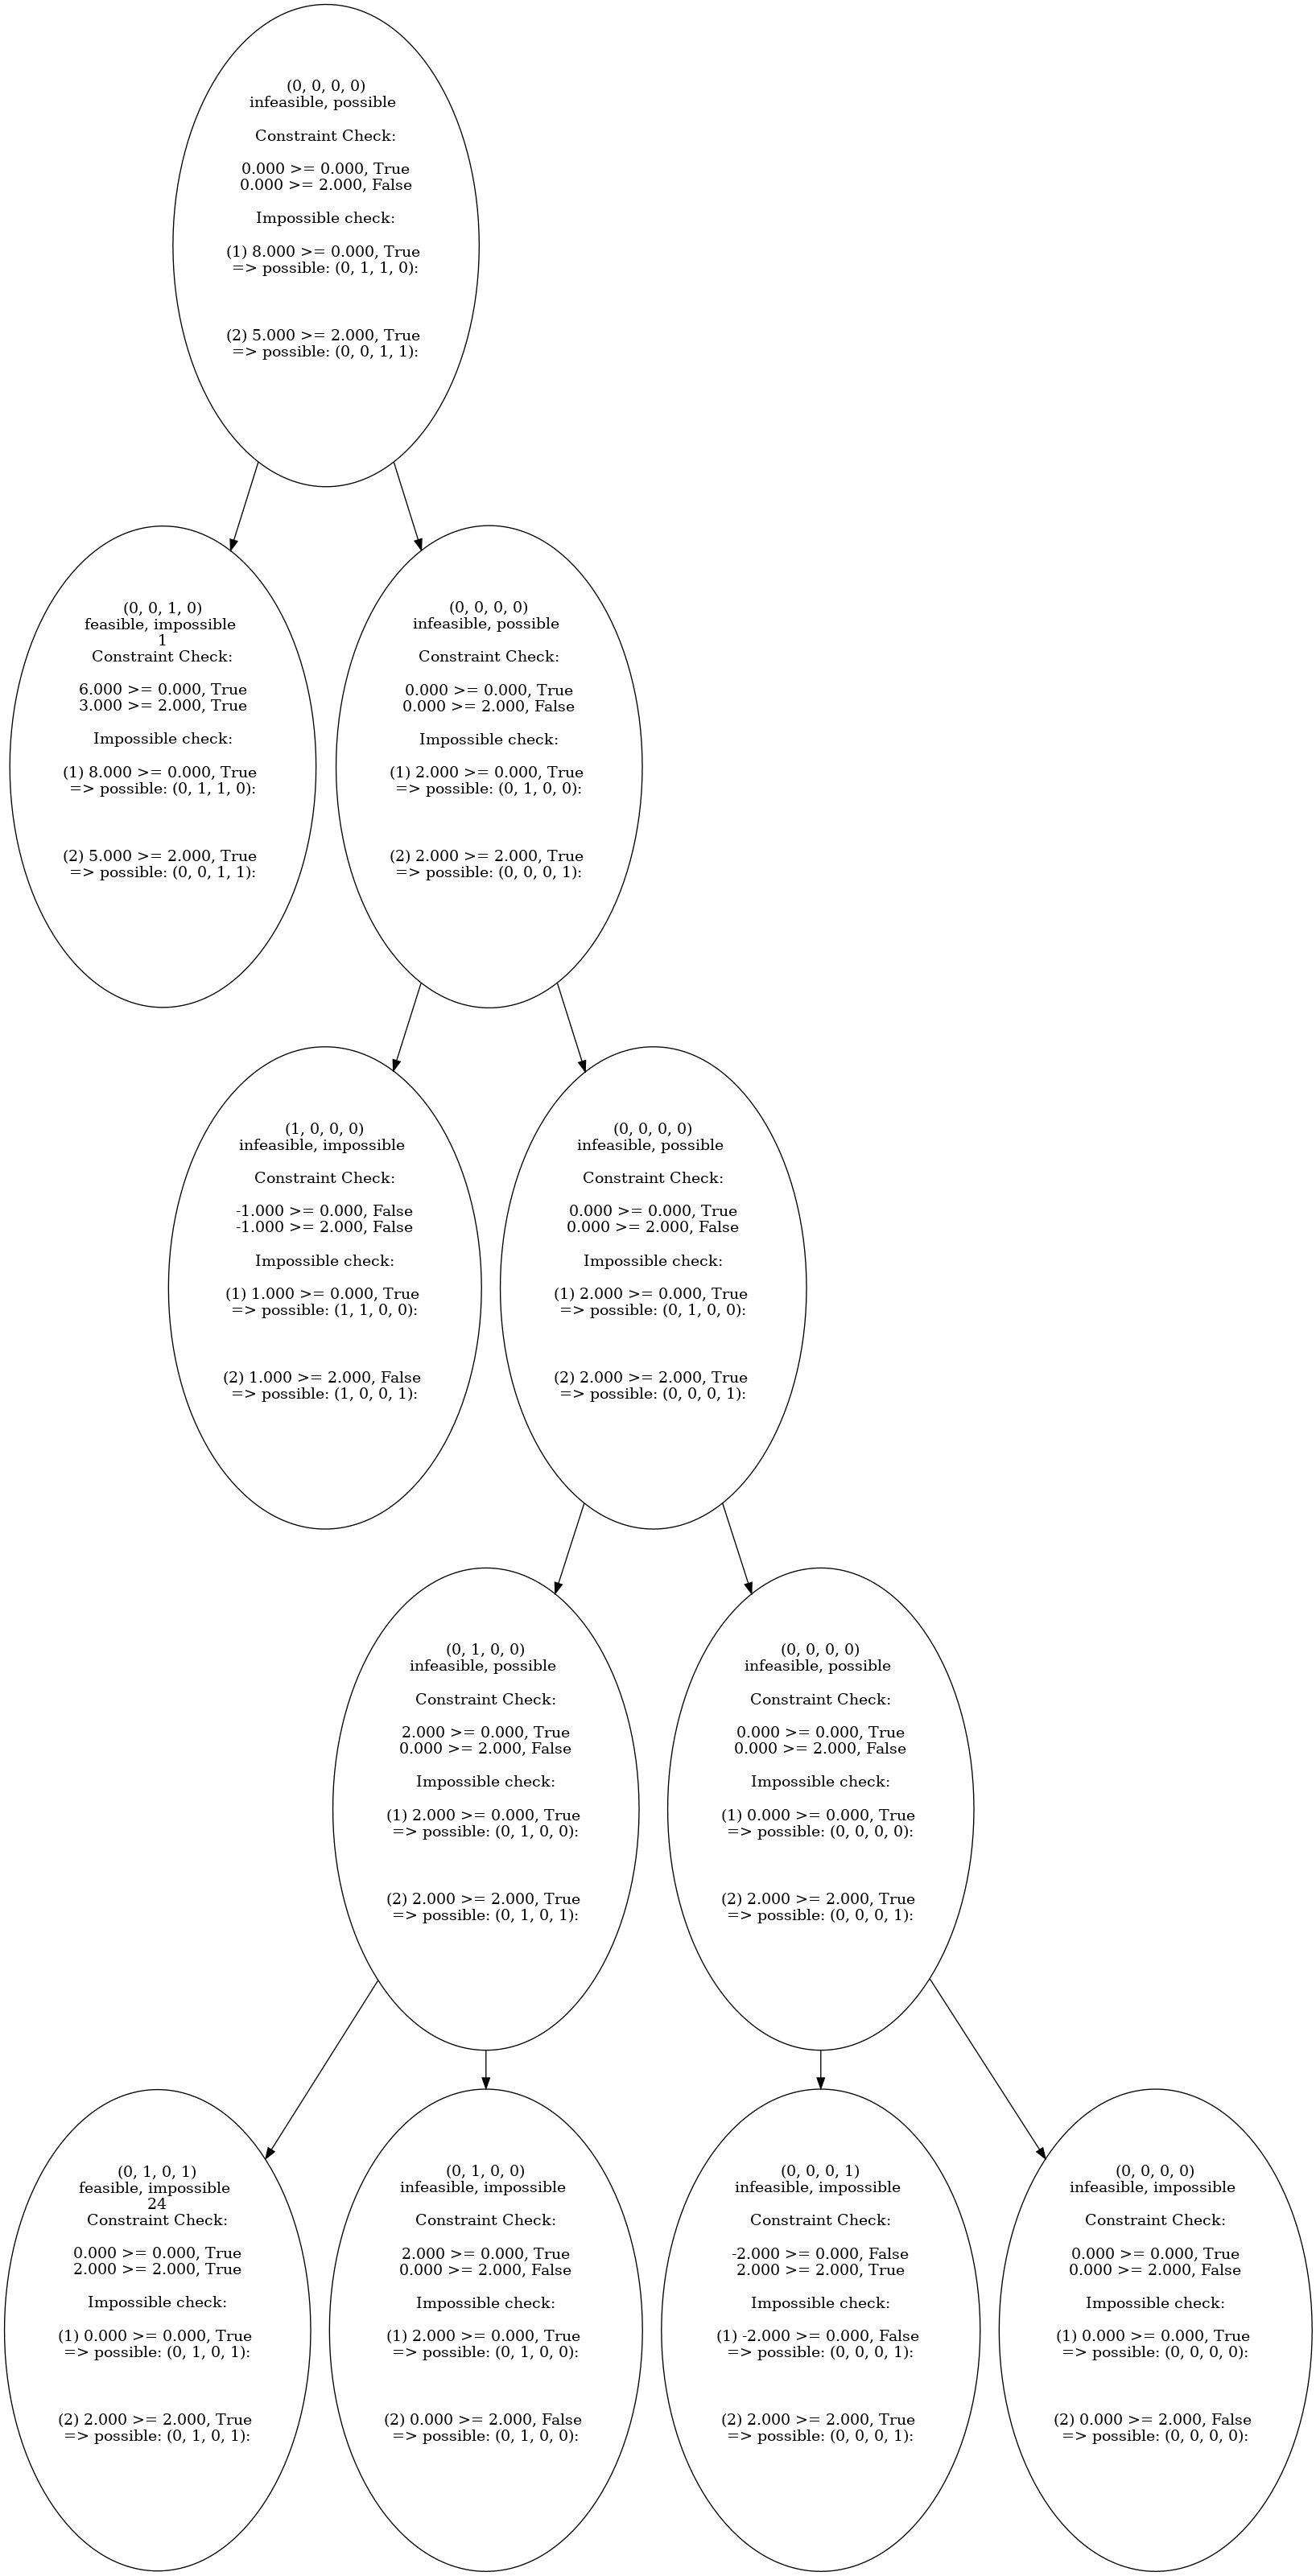 (0, 0, 0, 0)
infeasible, possible
Constraint Check:
0.000 >= 0.000, True
0.000 >= 2.000, False
Impossible check:
(1) 8.000 >= 0.000, True
=> possible: (0, 1, 1, 0):
(2) 5.000 >= 2.000, True
=> possible: (0, 0, 1, 1):
(0, 0, 1, 0)
feasible, impossible
1
Constraint Check:
6.000 >= 0.000, True
3.000 >= 2.000, True
Impossible check:
(1) 8.000 >= 0.000, True
=> possible: (0, 1, 1, 0):
(2) 5.000 >= 2.000, True
=> possible: (0, 0, 1, 1):
(0, 0, 0, 0)
infeasible, possible
Constraint Check:
0.000 >= 0.000, True
0.000 >= 2.000, False
Impossible check:
(1) 2.000 >= 0.000, True
=> possible: (0, 1, 0, 0):
(2) 2.000 >= 2.000, True
=> possible: (0, 0, 0, 1):
(1, 0, 0, 0)
infeasible, impossible
Constraint Check:
-1.000 >= 0.000, False
-1.000 >= 2.000, False
Impossible check:
(1) 1.000 >= 0.000, True
=> possible: (1, 1, 0, 0):
(2) 1.000 >= 2.000, False
=> possible: (1, 0, 0, 1):
(0, 0, 0, 0)
infeasible, possible
Constraint Check:
0.000 >= 0.000, True
0.000 >= 2.000, False
Impossible check:
(1) 2.000 >= 0.000, True
=> possible: (0, 1, 0, 0):
(2) 2.000 >= 2.000, True
=> possible: (0, 0, 0, 1):
(0, 1, 0, 0)
infeasible, possible
Constraint Check:
2.000 >= 0.000, True
0.000 >= 2.000, False
Impossible check:
(1) 2.000 >= 0.000, True
=> possible: (0, 1, 0, 0):
(2) 2.000 >= 2.000, True
=> possible: (0, 1, 0, 1):
(0, 0, 0, 0)
infeasible, possible
Constraint Check:
0.000 >= 0.000, True
0.000 >= 2.000, False
Impossible check:
(1) 0.000 >= 0.000, True
=> possible: (0, 0, 0, 0):
(2) 2.000 >= 2.000, True
=> possible: (0, 0, 0, 1):
(0, 1, 0, 1)
feasible, impossible
24
Constraint Check:
0.000 >= 0.000, True
2.000 >= 2.000, True
Impossible check:
(1) 0.000 >= 0.000, True
=> possible: (0, 1, 0, 1):
(2) 2.000 >= 2.000, True
=> possible: (0, 1, 0, 1):
(0, 1, 0, 0)
infeasible, impossible
Constraint Check:
2.000 >= 0.000, True
0.000 >= 2.000, False
Impossible check:
(1) 2.000 >= 0.000, True
=> possible: (0, 1, 0, 0):
(2) 0.000 >= 2.000, False
=> possible: (0, 1, 0, 0):
(0, 0, 0, 1)
infeasible, impossible
Constraint Check:
-2.000 >= 0.000, False
2.000 >= 2.000, True
Impossible check:
(1) -2.000 >= 0.000, False
=> possible: (0, 0, 0, 1):
(2) 2.000 >= 2.000, True
=> possible: (0, 0, 0, 1):
(0, 0, 0, 0)
infeasible, impossible
Constraint Check:
0.000 >= 0.000, True
0.000 >= 2.000, False
Impossible check:
(1) 0.000 >= 0.000, True
=> possible: (0, 0, 0, 0):
(2) 0.000 >= 2.000, False
=> possible: (0, 0, 0, 0):